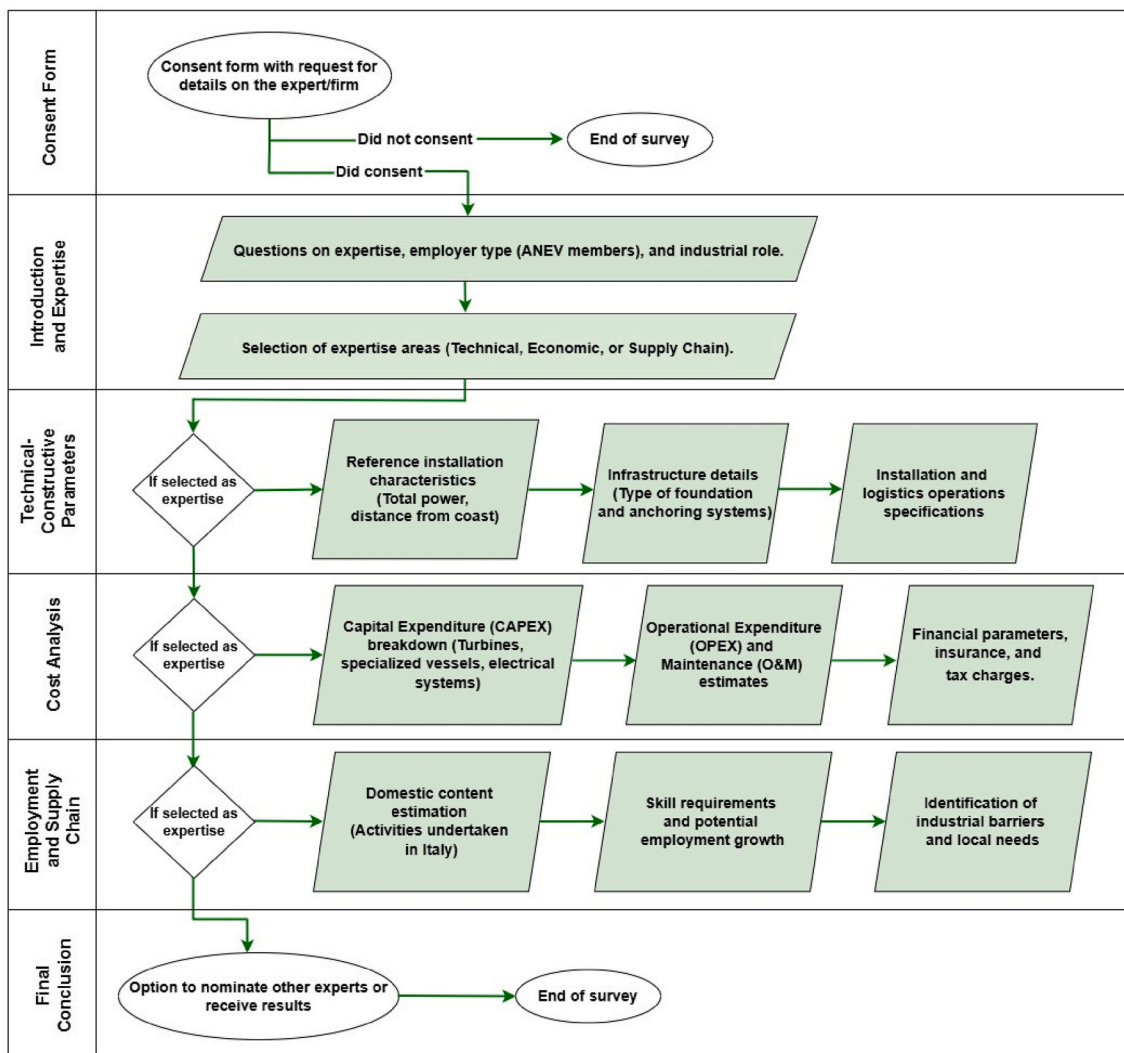 Consent Form
Consent form with request for
details on the expert/firm
Did not consent
End of survey
Did consent
Introduction
and Expertise
Questions on expertise, employer type (ANEV members), and industrial role.
Selection of expertise areas (Technical, Economic, or Supply Chain).
Technical-
Constructive
Parameters
If selected as
expertise
Reference installation
characteristics
(Total power,
distance from coast)
Infrastructure details
(Type of foundation
and anchoring systems)
Installation and
logistics operations
specifications
Cost Analysis
If selected as
expertise
Capital Expenditure (CAPEX)
breakdown (Turbines,
specialized vessels, electrical
systems)
Operational Expenditure
(OPEX) and
Maintenance (O&M)
estimates
Financial parameters,
insurance, and
tax charges.
Employment
and Supply
Chain
If selected as
expertise
Domestic content
estimation
(Activities undertaken
in Italy)
Skill requirements
and potential
employment growth
Identification of
industrial barriers
and local needs
Final
Conclusion
Option to nominate other experts or
receive results
End of survey